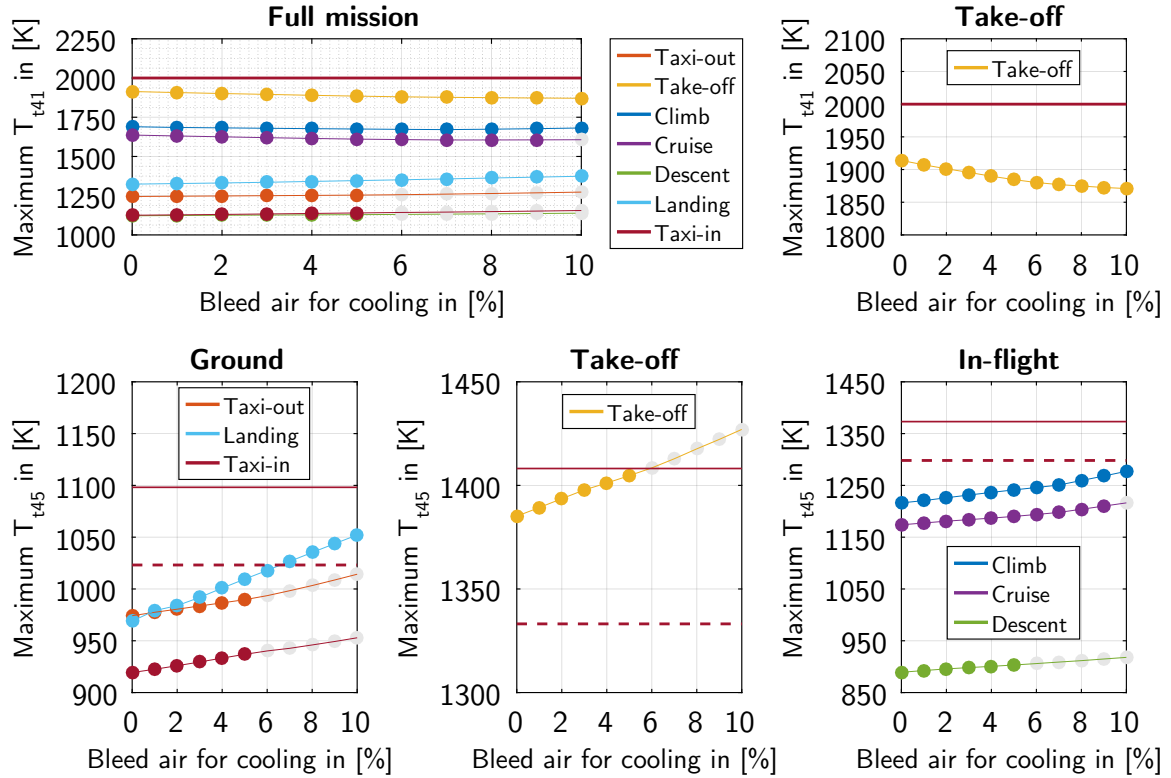 Full mission
Maximum T_t41 in [K]
2250
2000
1750
1500
1250
1000
0 2 4 6 8 10
Bleed air for cooling in [%]
Taxi-out
Take-off
Climb
Cruise
Descent
Landing
Taxi-in
Take-off
Maximum T_t41 in [K]
2100
2050
2000
1950
1900
1850
1800
Take-off
0 2 4 6 8 10
Bleed air for cooling in [%]
Ground
Maximum T_t45 in [K]
1200
1150
1100
1050
1000
950
900
Taxi-out
Landing
Taxi-in
0 2 4 6 8 10
Bleed air for cooling in [%]
Take-off
Maximum T_t45 in [K]
1450
1400
1350
1300
Take-off
0 2 4 6 8 10
Bleed air for cooling in [%]
In-flight
Maximum T_t45 in [K]
1450
1350
1250
1150
1050
950
850
Climb
Cruise
Descent
0 2 4 6 8 10
Bleed air for cooling in [%]